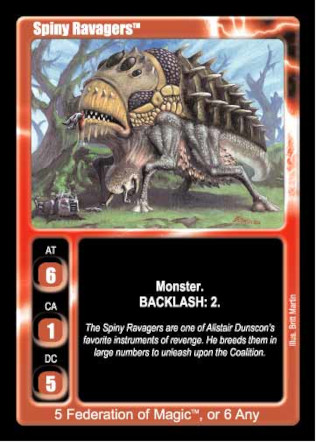 Spiny Ravagers™
AT
6
CA
1
DC
5
Monster.
BACKLASH: 2.
The Spiny Ravagers are one of Alistair Dunscon's
favorite instruments of revenge. He breeds them in
large numbers to unleash upon the Coalition.
Illus. Britt Martin
5 Federation of Magic™, or 6 Any